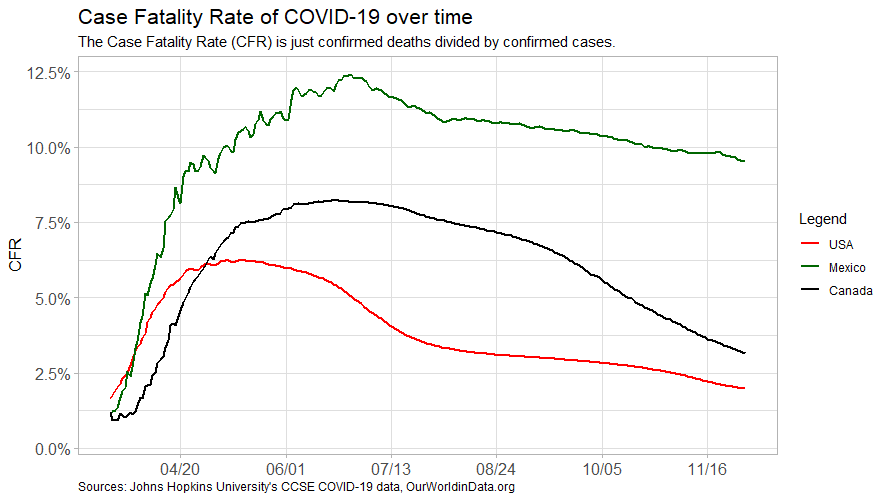 Case Fatality Rate of COVID-19 over time
The Case Fatality Rate (CFR) is just confirmed deaths divided by confirmed cases.
12.5%
10.0%
7.5%
5.0%
2.5%
0.0%
CFR
04/20
06/01
07/13
08/24
10/05
11/16
Legend
USA
Mexico
Canada
Sources: Johns Hopkins University's CCSE COVID-19 data, OurWorldinData.org